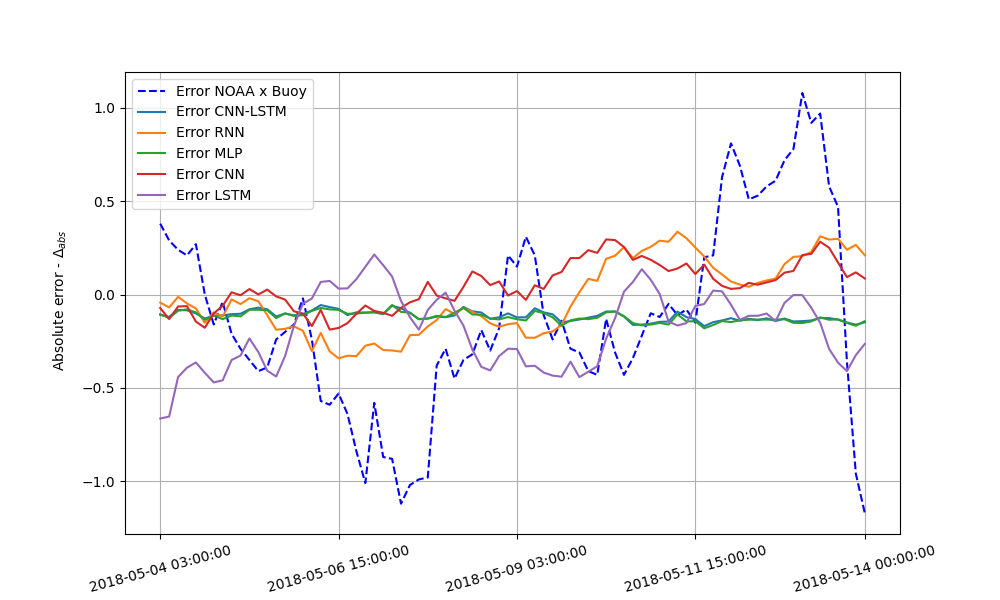 Error NOAA x Buoy
Error CNN-LSTM
Error RNN
Error MLP
Error CNN
Error LSTM
Absolute error - Δabs
1.0
0.5
0.0
−0.5
−1.0
2018-05-04 03:00:00
2018-05-06 15:00:00
2018-05-09 03:00:00
2018-05-11 15:00:00
2018-05-14 00:00:00